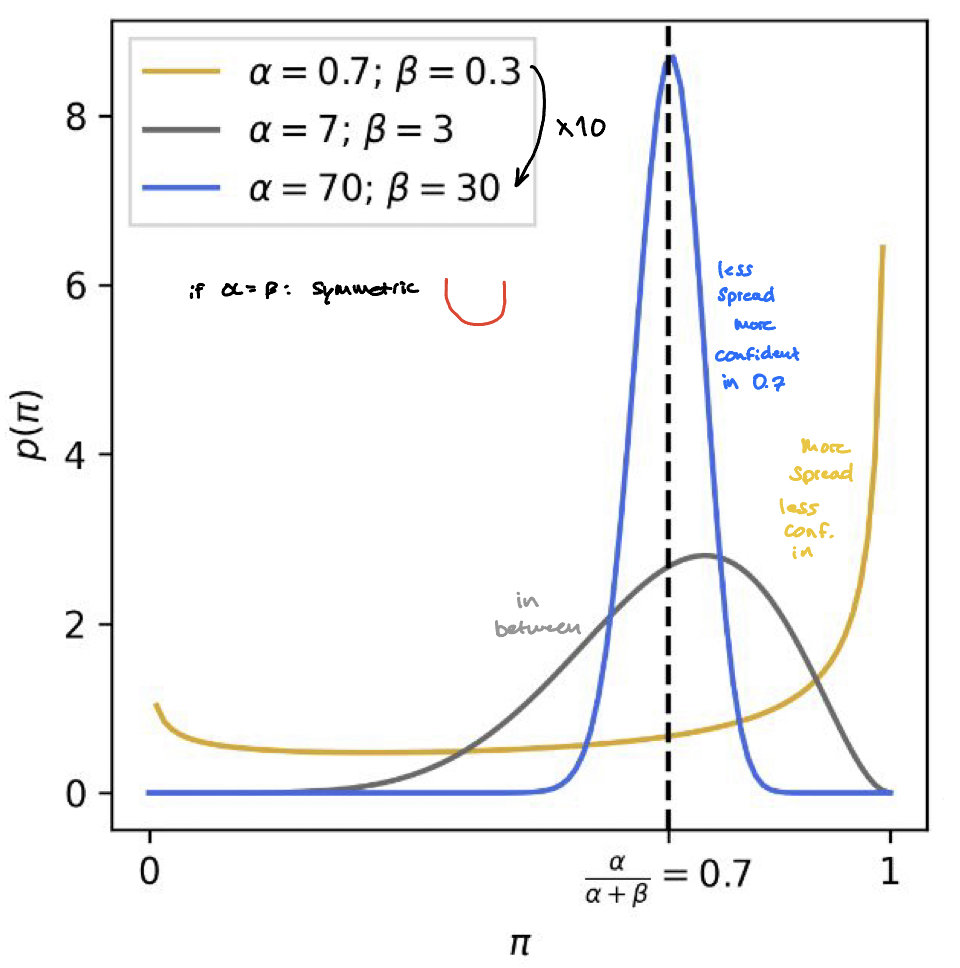 α = 0.7; β = 0.3
α = 7; β = 3
α = 70; β = 30
x10
if α = β: symmetric
less
spread
more
confident
in 0.7
more
spread
less
conf.
in
in
between
8
6
4
2
0
p(π)
0
α/(α + β) = 0.7
1
π